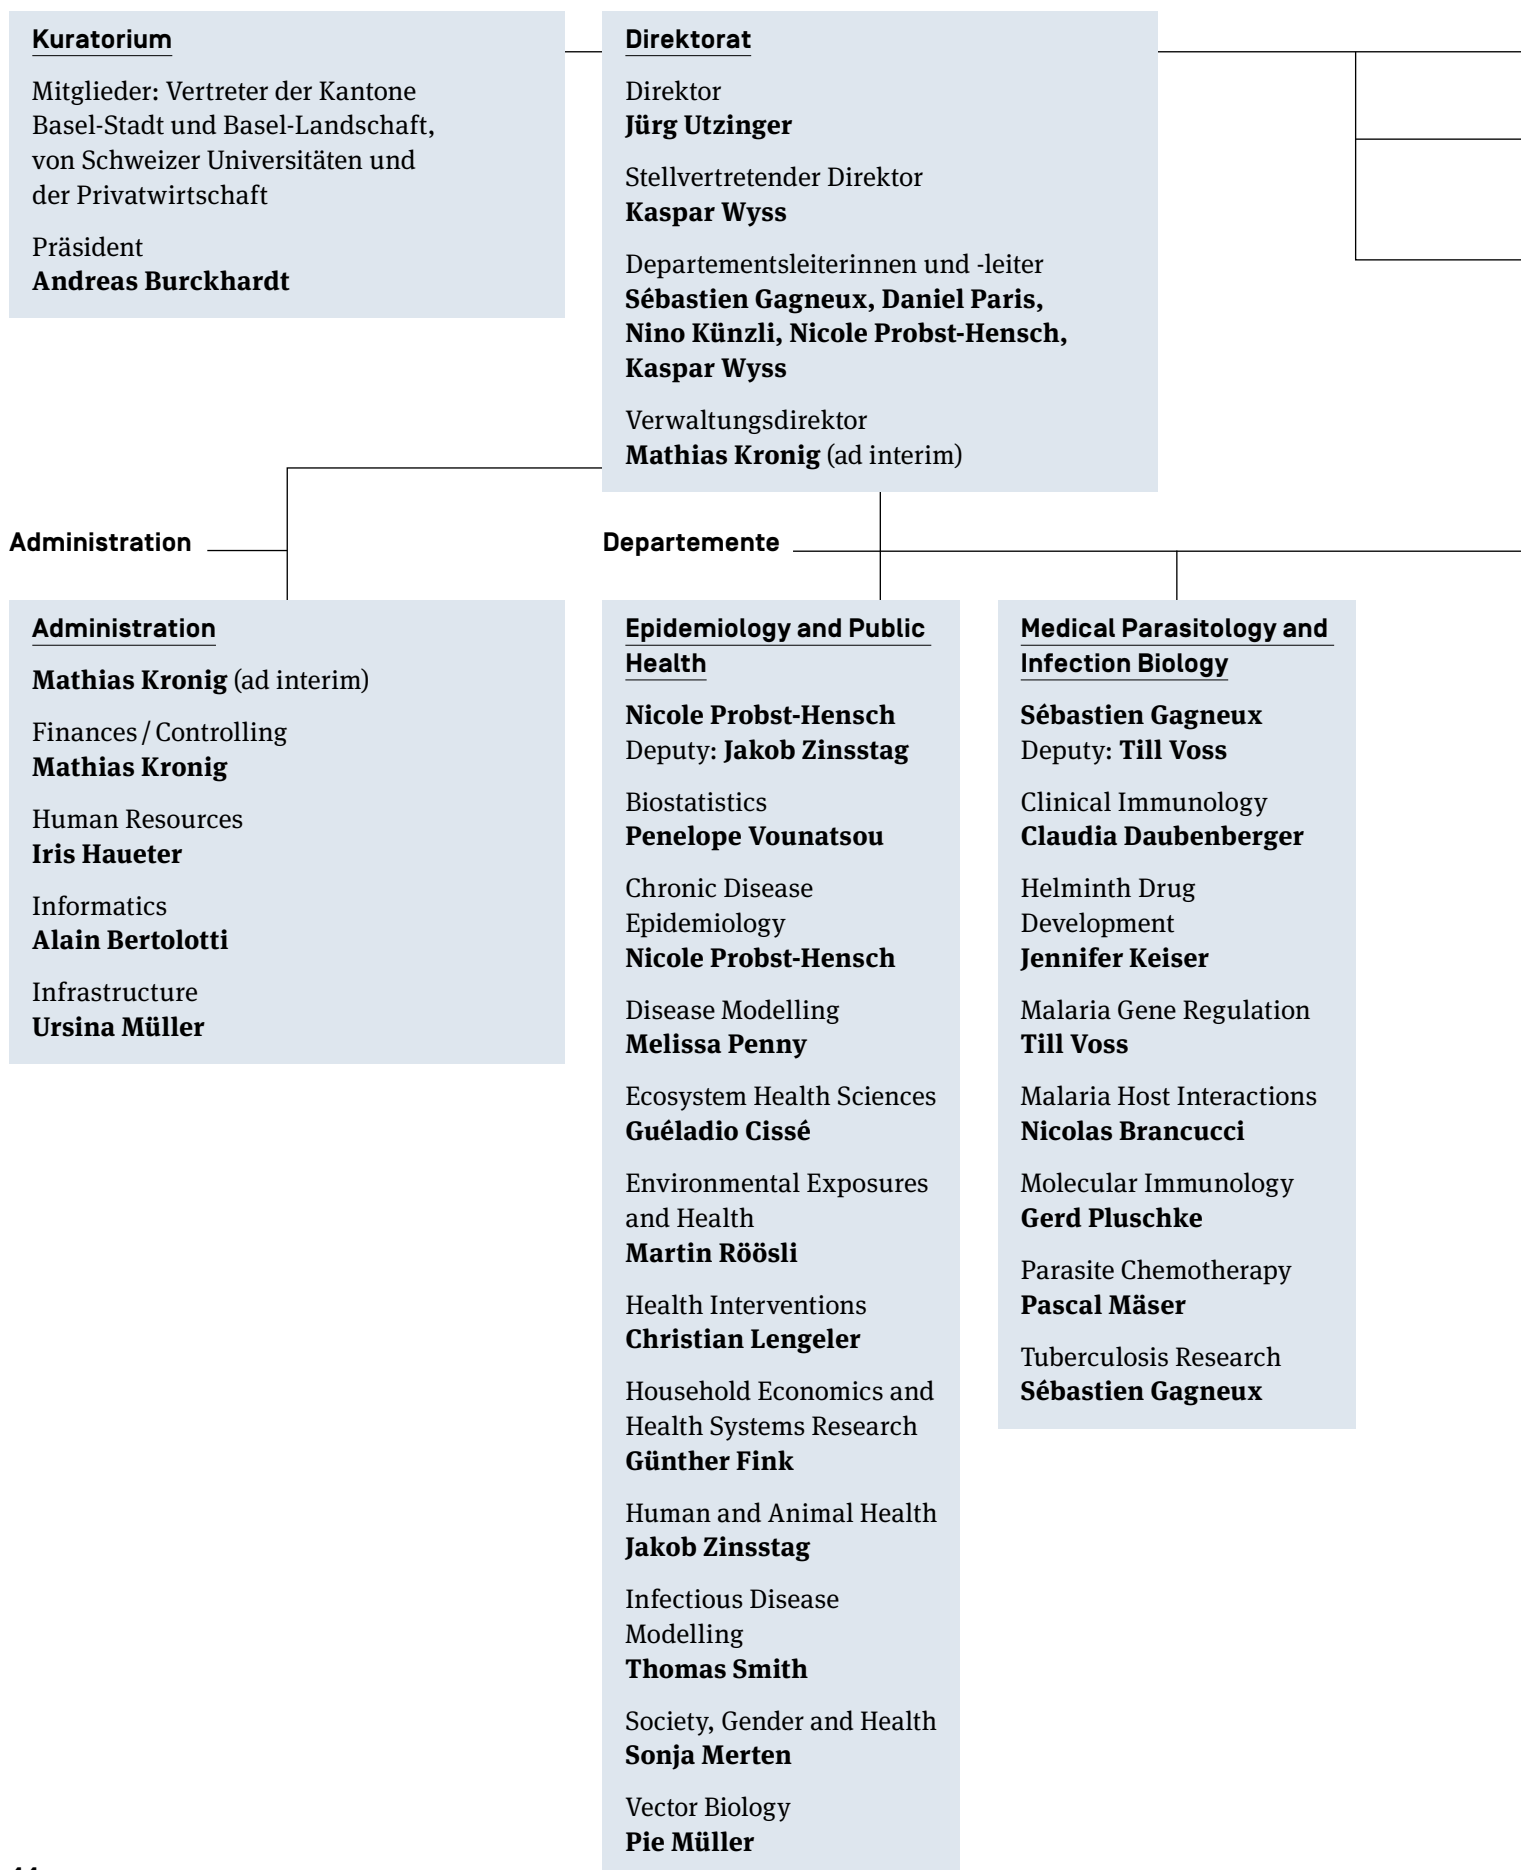 Kuratorium
Mitglieder: Vertreter der Kantone
Basel-Stadt und Basel-Landschaft,
von Schweizer Universitäten und
der Privatwirtschaft
Präsident
Andreas Burckhardt
Direktorat
Direktor
Jürg Utzinger
Stellvertretender Direktor
Kaspar Wyss
Departementsleiterinnen und -leiter
Sébastien Gagneux, Daniel Paris,
Nino Künzli, Nicole Probst-Hensch,
Kaspar Wyss
Verwaltungsdirektor
Mathias Kronig (ad interim)
Administration
Departemente
Administration
Mathias Kronig (ad interim)
Finances / Controlling
Mathias Kronig
Human Resources
Iris Haueter
Informatics
Alain Bertolotti
Infrastructure
Ursina Müller
Epidemiology and Public
Health
Nicole Probst-Hensch
Deputy: Jakob Zinsstag
Biostatistics
Penelope Vounatsou
Chronic Disease
Epidemiology
Nicole Probst-Hensch
Disease Modelling
Melissa Penny
Ecosystem Health Sciences
Guéladio Cissé
Environmental Exposures
and Health
Martin Röösli
Health Interventions
Christian Lengeler
Household Economics and
Health Systems Research
Günther Fink
Human and Animal Health
Jakob Zinsstag
Infectious Disease
Modelling
Thomas Smith
Society, Gender and Health
Sonja Merten
Vector Biology
Pie Müller
Medical Parasitology and
Infection Biology
Sébastien Gagneux
Deputy: Till Voss
Clinical Immunology
Claudia Daubenberger
Helminth Drug
Development
Jennifer Keiser
Malaria Gene Regulation
Till Voss
Malaria Host Interactions
Nicolas Brancucci
Molecular Immunology
Gerd Pluschke
Parasite Chemotherapy
Pascal Mäser
Tuberculosis Research
Sébastien Gagneux